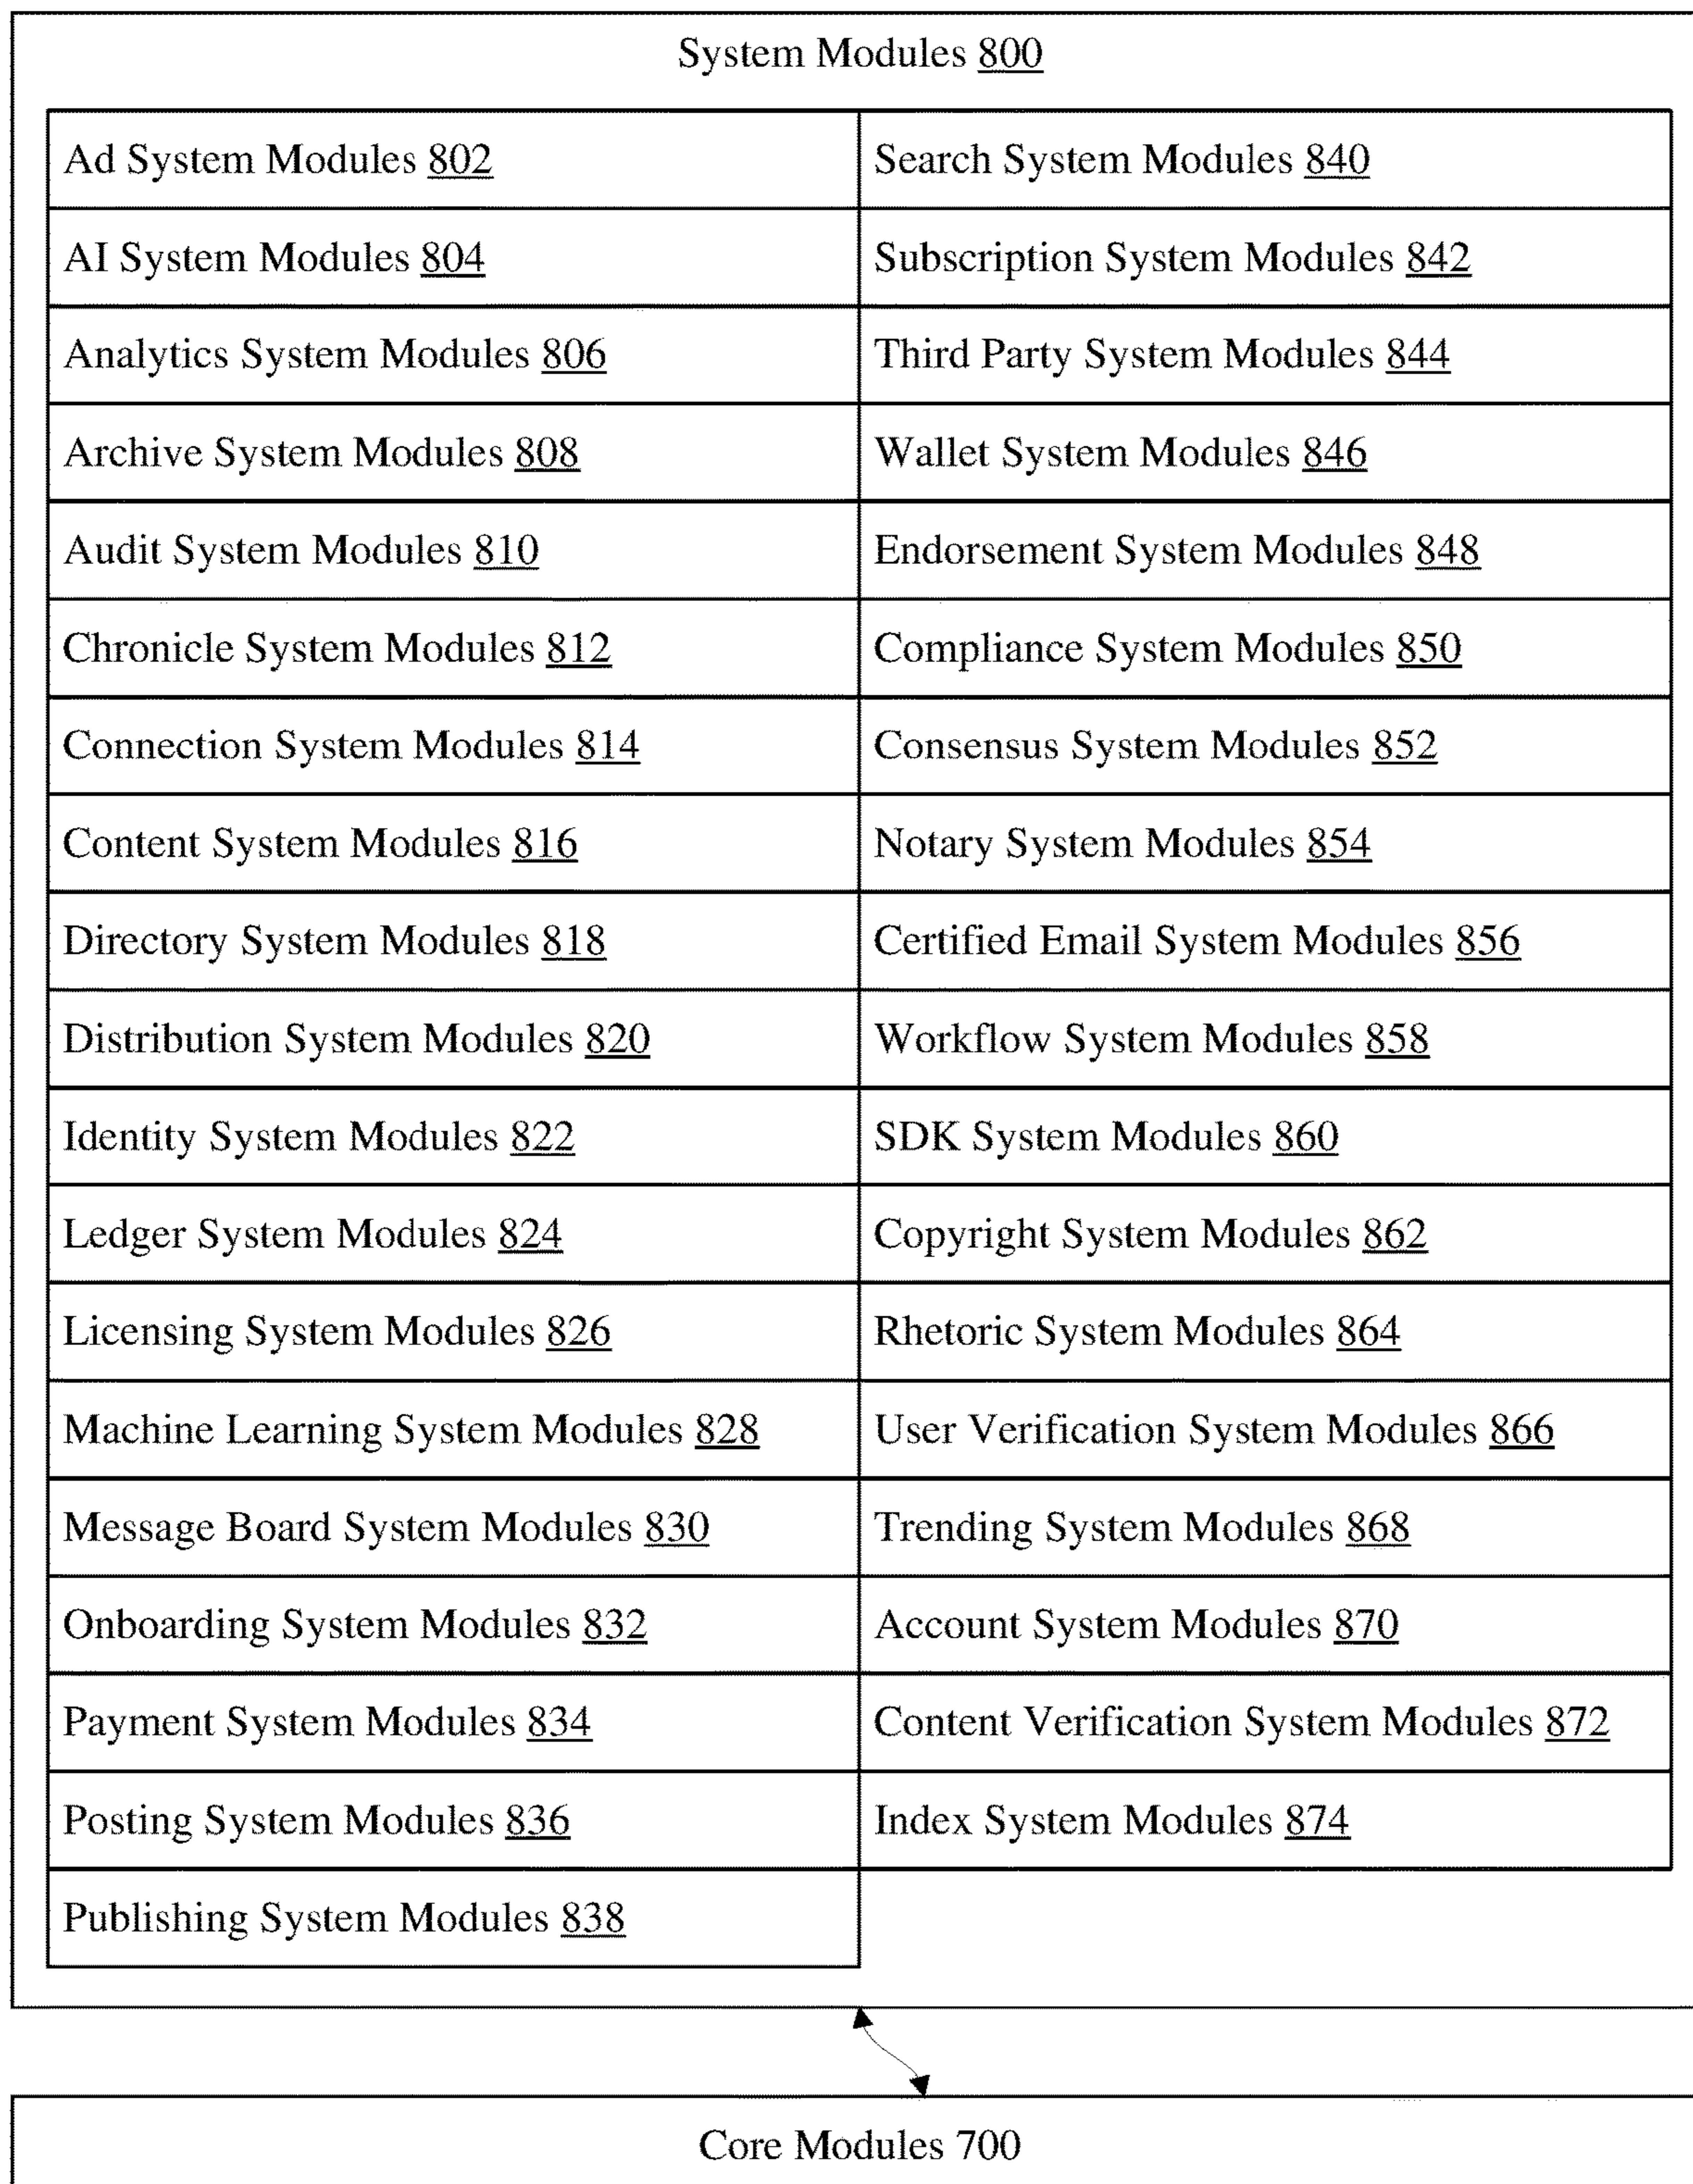 System Modules 800
Ad System Modules 802
AI System Modules 804
Analytics System Modules 806
Archive System Modules 808
Audit System Modules 810
Chronicle System Modules 812
Connection System Modules 814
Content System Modules 816
Directory System Modules 818
Distribution System Modules 820
Identity System Modules 822
Ledger System Modules 824
Licensing System Modules 826
Machine Learning System Modules 828
Message Board System Modules 830
Onboarding System Modules 832
Payment System Modules 834
Posting System Modules 836
Publishing System Modules 838
Search System Modules 840
Subscription System Modules 842
Third Party System Modules 844
Wallet System Modules 846
Endorsement System Modules 848
Compliance System Modules 850
Consensus System Modules 852
Notary System Modules 854
Certified Email System Modules 856
Workflow System Modules 858
SDK System Modules 860
Copyright System Modules 862
Rhetoric System Modules 864
User Verification System Modules 866
Trending System Modules 868
Account System Modules 870
Content Verification System Modules 872
Index System Modules 874
Core Modules 700